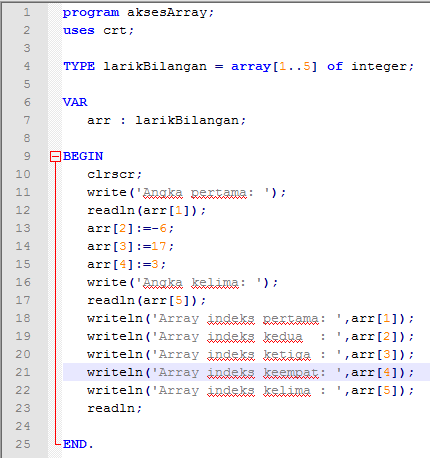 1 program aksesArray;
2 uses crt;
3
4 TYPE larikBilangan = array[1..5] of integer;
5
6 VAR
7 arr : larikBilangan;
8
9 BEGIN
10 clrscr;
11 write('Angka pertama: ');
12 readln(arr[1]);
13 arr[2]:=-6;
14 arr[3]:=17;
15 arr[4]:=3;
16 write('Angka kelima: ');
17 readln(arr[5]);
18 writeln('Array indeks pertama: ',arr[1]);
19 writeln('Array indeks kedua  : ',arr[2]);
20 writeln('Array indeks ketiga : ',arr[3]);
21 writeln('Array indeks keempat: ',arr[4]);
22 writeln('Array indeks kelima : ',arr[5]);
23 readln;
24
25 END.